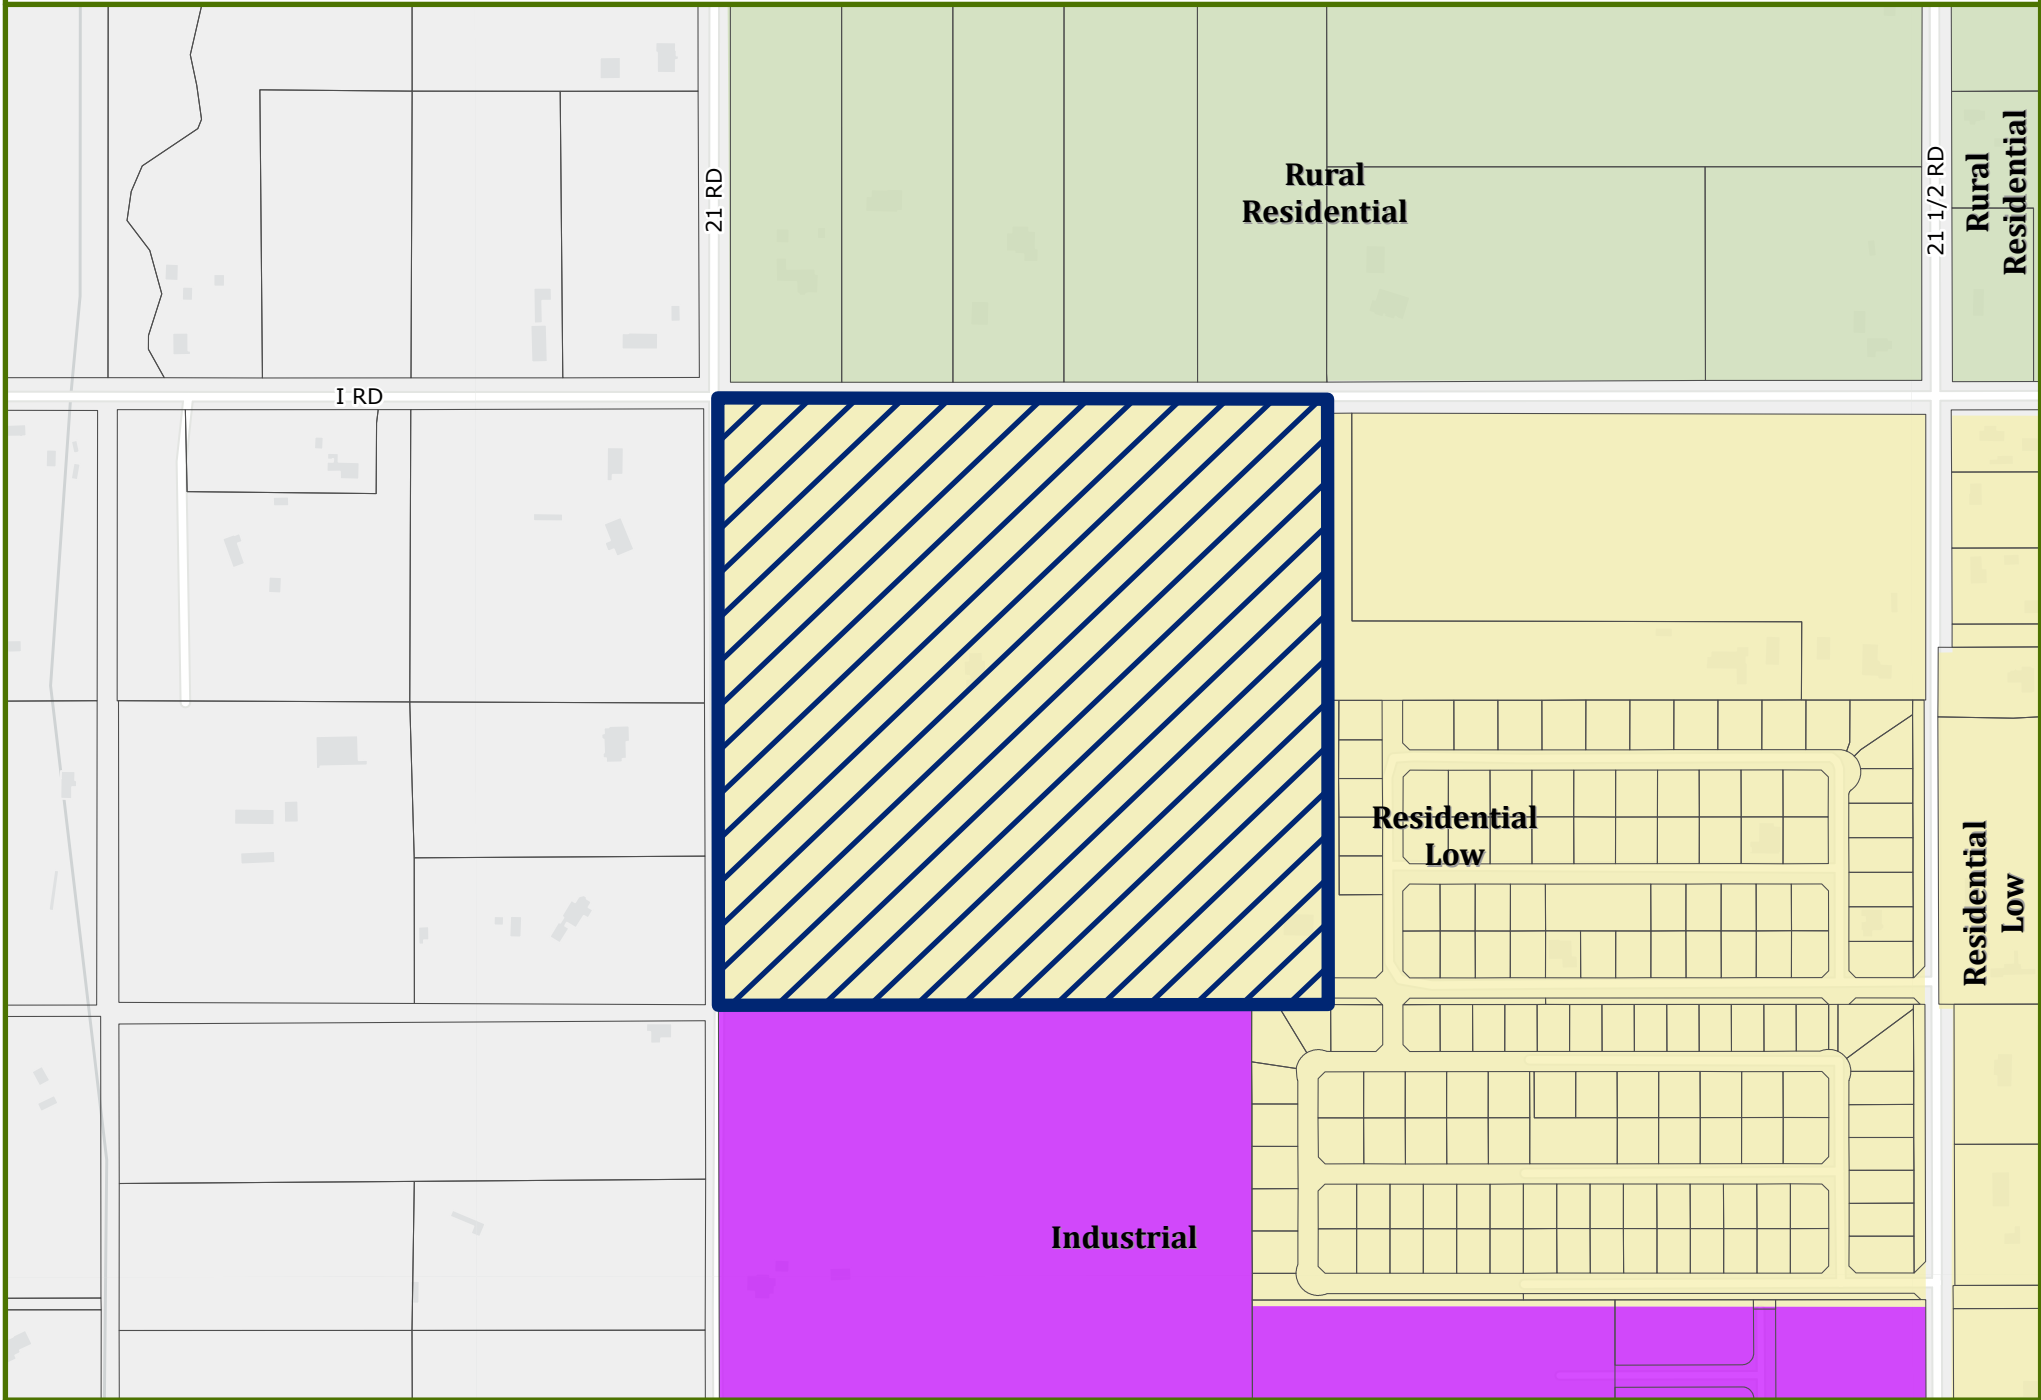 21 RD
Rural
Residential
21 1/2 RD
Rural
Residential
I RD
Residential
Low
Residential
Low
Industrial